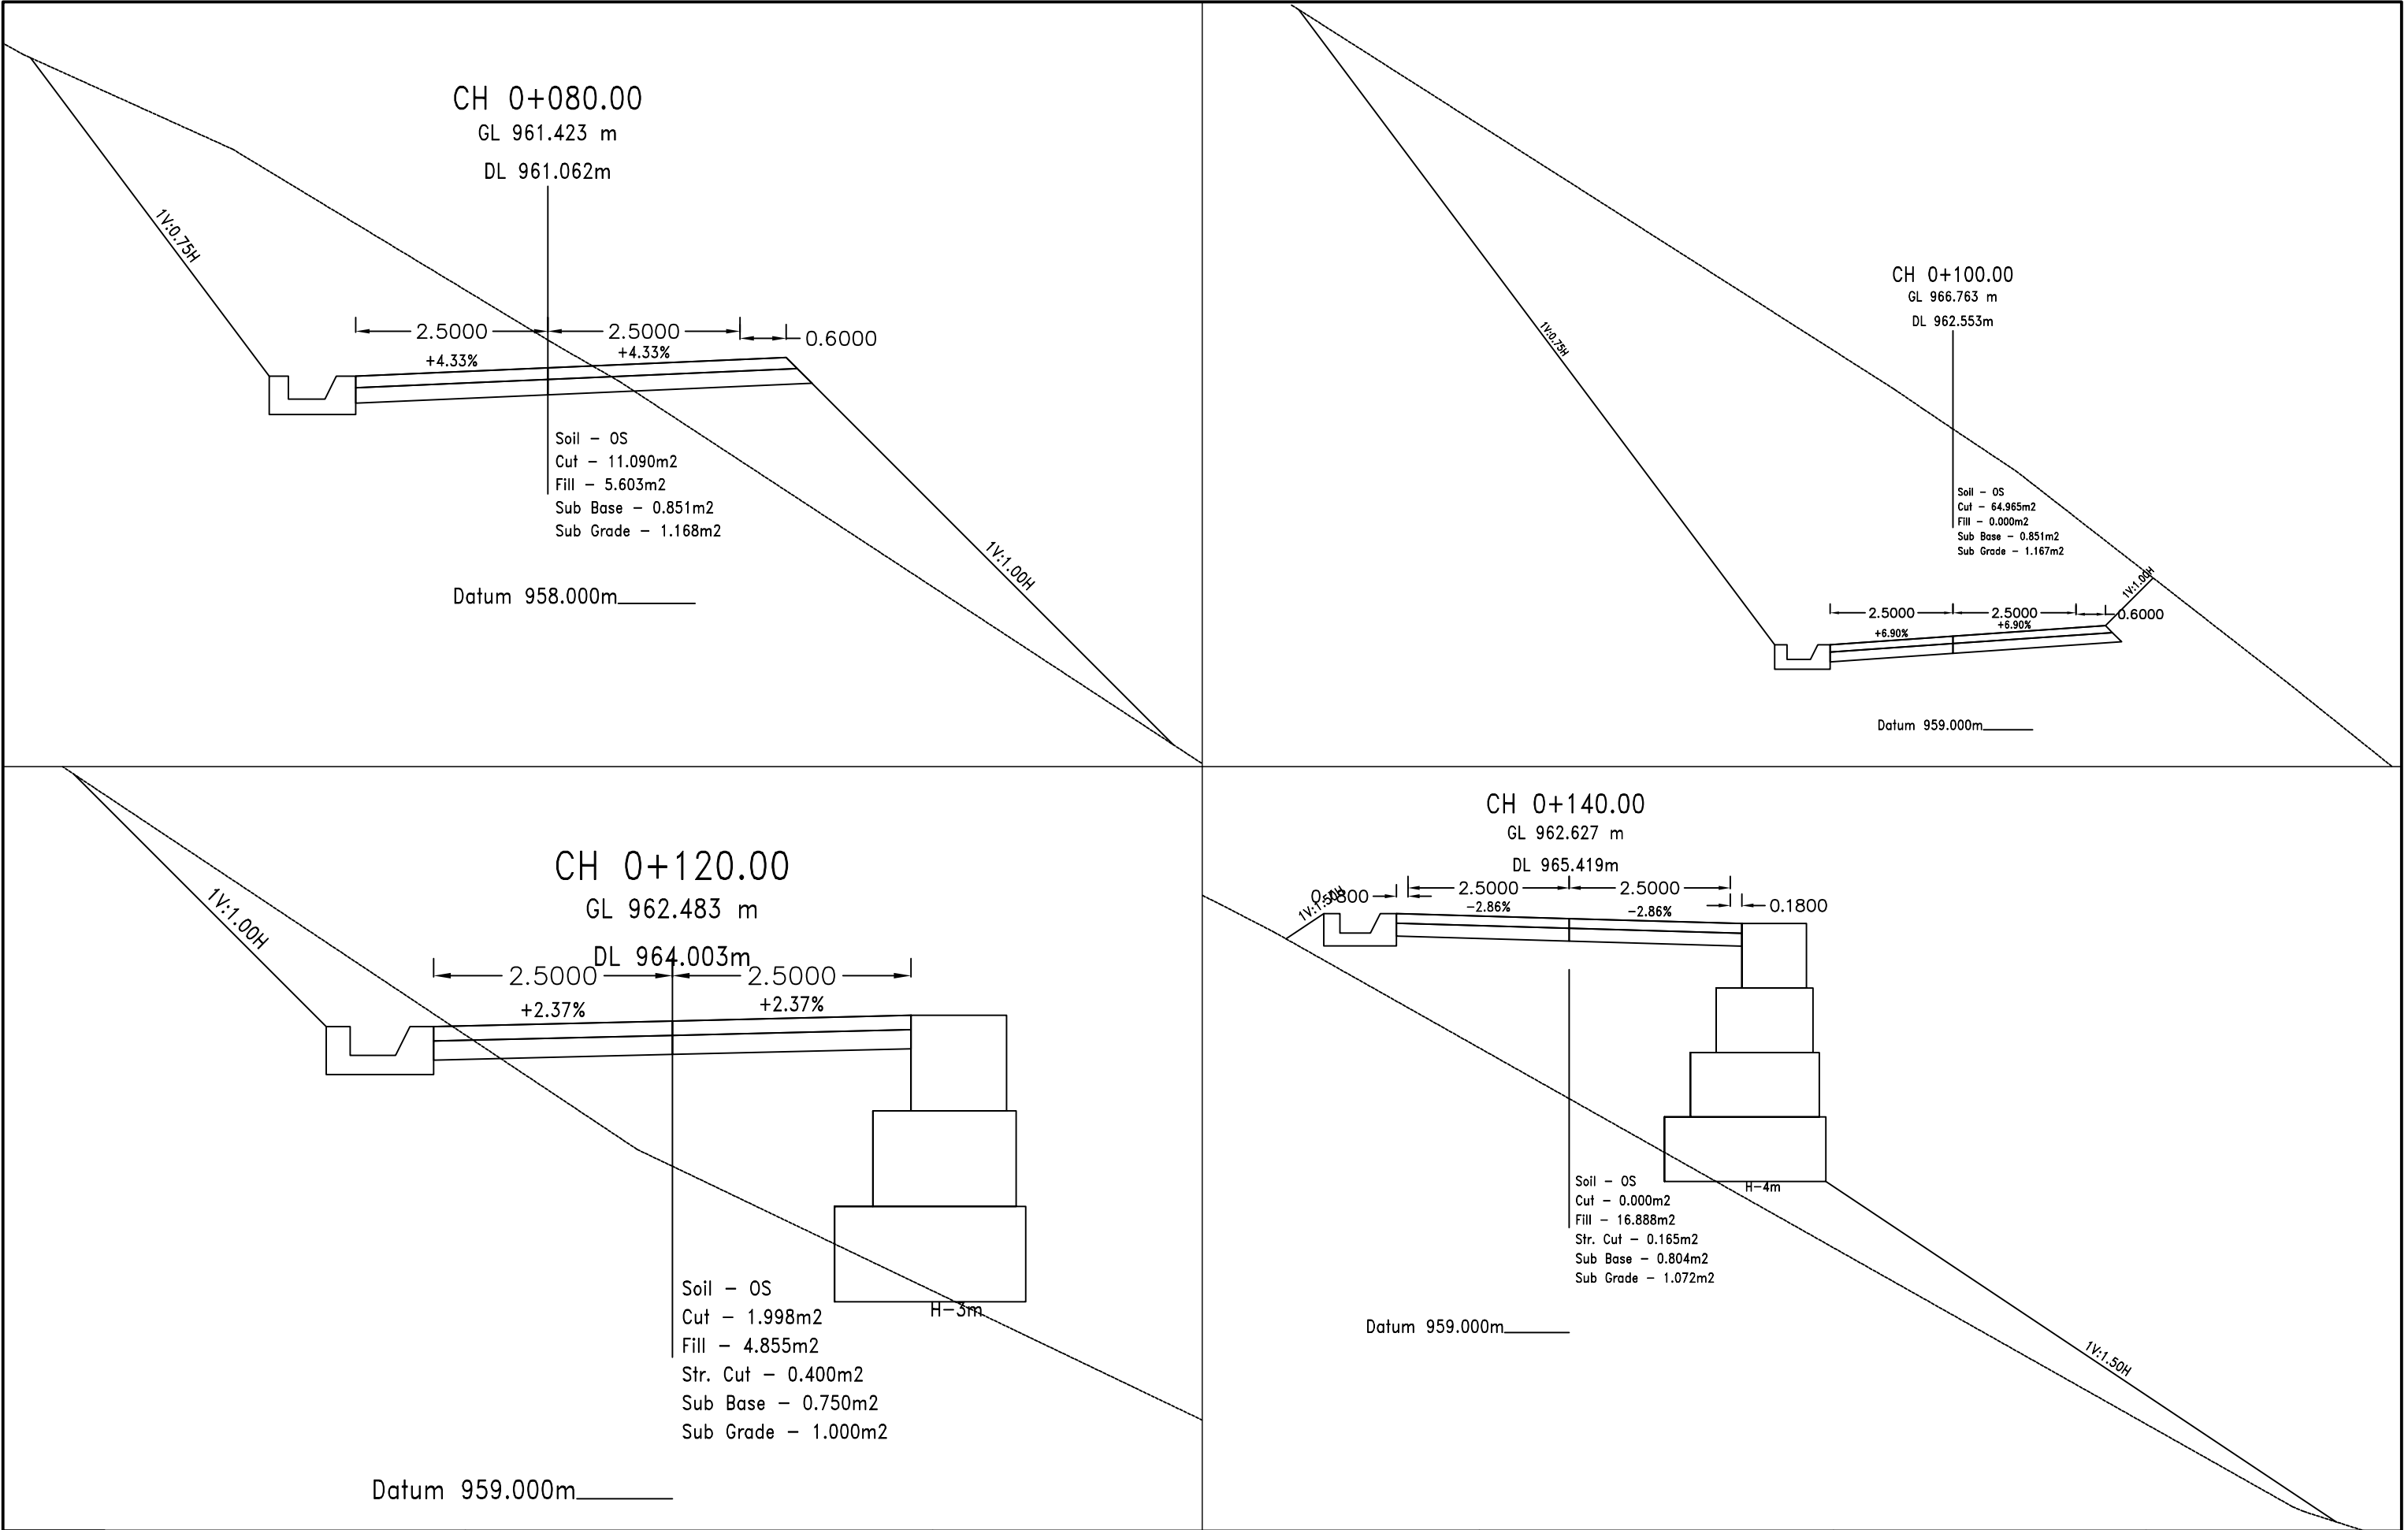 CH 0+080.00
GL 961.423 m
DL 961.062m
1V:0.75H
2.5000
2.5000
0.6000
+4.33%
+4.33%
Soil - OS
Cut - 11.090m2
Fill - 5.603m2
Sub Base - 0.851m2
Sub Grade - 1.168m2
1V:1.00H
Datum 958.000m
CH 0+100.00
GL 966.763 m
DL 962.553m
1V:0.75H
Soil - OS
Cut - 64.965m2
Fill - 0.000m2
Sub Base - 0.851m2
Sub Grade - 1.167m2
1V:1.00H
2.5000
2.5000
0.6000
+6.90%
+6.90%
Datum 959.000m
CH 0+120.00
GL 962.483 m
DL 964.003m
1V:1.00H
2.5000
2.5000
+2.37%
+2.37%
Soil - OS
Cut - 1.998m2
Fill - 4.855m2
Str. Cut - 0.400m2
Sub Base - 0.750m2
Sub Grade - 1.000m2
H-3m
Datum 959.000m
CH 0+140.00
GL 962.627 m
DL 965.419m
1V:1.50H
0.1800
2.5000
2.5000
0.1800
-2.86%
-2.86%
Soil - OS
Cut - 0.000m2
Fill - 16.888m2
Str. Cut - 0.165m2
Sub Base - 0.804m2
Sub Grade - 1.072m2
H-4m
Datum 959.000m
1V:1.50H